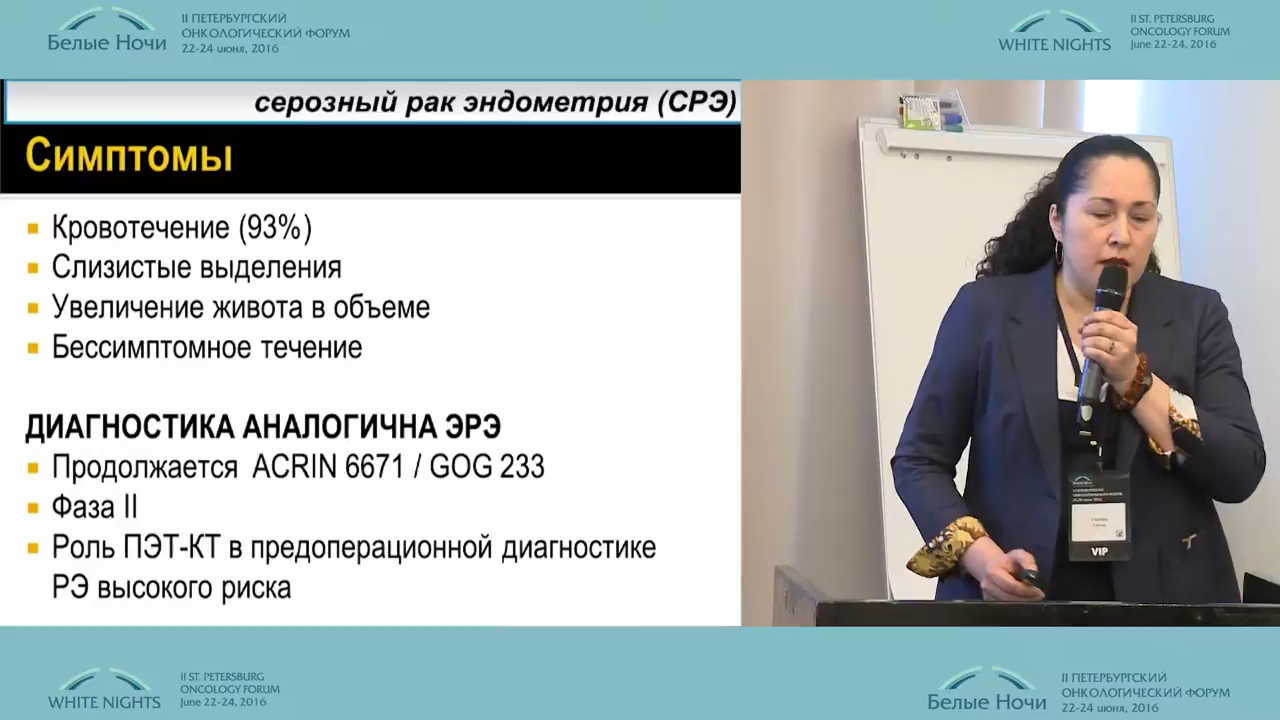 Белые Ночи
II ПЕТЕРБУРГСКИЙ
ОНКОЛОГИЧЕСКИЙ ФОРУМ
22-24 июня, 2016
WHITE NIGHTS
II ST. PETERSBURG
ONCOLOGY FORUM
June 22-24, 2016
серозный рак эндометрия (СРЭ)
Симптомы
Кровотечение (93%)
Слизистые выделения
Увеличение живота в объеме
Бессимптомное течение
ДИАГНОСТИКА АНАЛОГИЧНА ЭРЭ
Продолжается ACRIN 6671 / GOG 233
Фаза II
Роль ПЭТ-КТ в предоперационной диагностике
РЭ высокого риска
VIP
WHITE NIGHTS
II ST. PETERSBURG
ONCOLOGY FORUM
June 22-24, 2016
Белые Ночи
II ПЕТЕРБУРГСКИЙ
ОНКОЛОГИЧЕСКИЙ ФОРУМ
22-24 июня, 2016